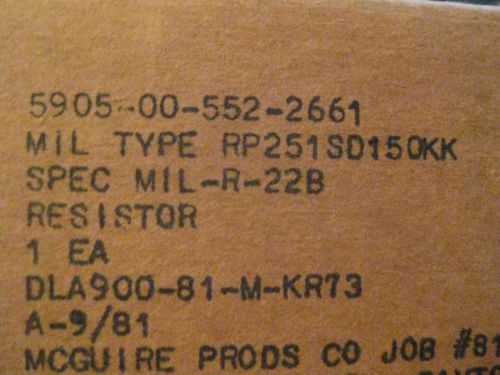 5905-00-552-2661
MIL TYPE RP251SD150KK
SPEC MIL-R-22B
RESISTOR
1 EA
DLA900-81-M-KR73
A-9/81
MCGUIRE PRODS CO JOB #81